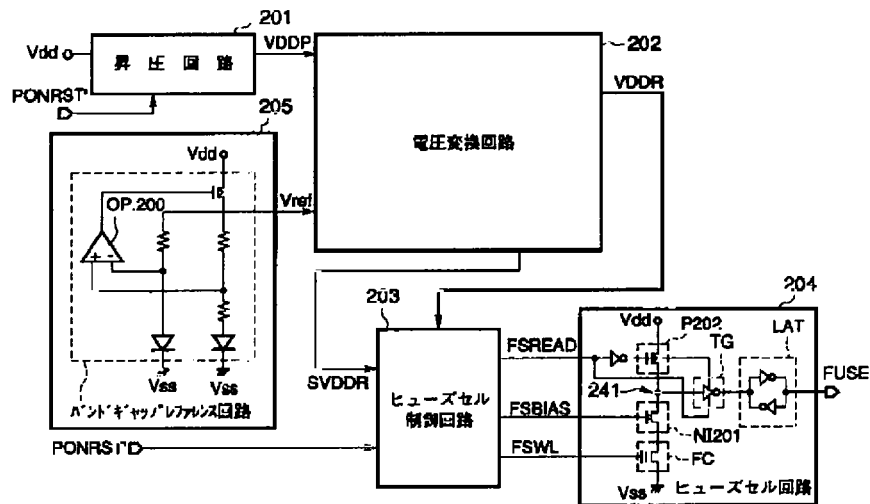 201
Vdd
昇圧回路
VDDP
PONRST
202
電圧変換回路
VDDR
205
Vdd
OP.200
Vref
+ -
Vss
Vss
バンドギャップレファレンス回路
203
FSREAD
SVDDR
ヒューズセル
制御回路
FSBIAS
FSWL
PONRST
204
Vdd
P202
TG
LAT
FUSE
241
NI201
FC
Vss
ヒューズセル回路